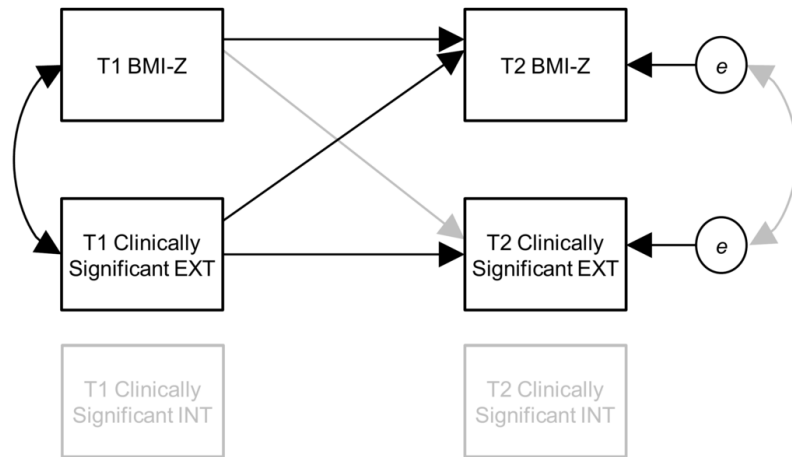 T1 BMI-Z
T2 BMI-Z
e
T1 Clinically
Significant EXT
T2 Clinically
Significant EXT
e
T1 Clinically
Significant INT
T2 Clinically
Significant INT